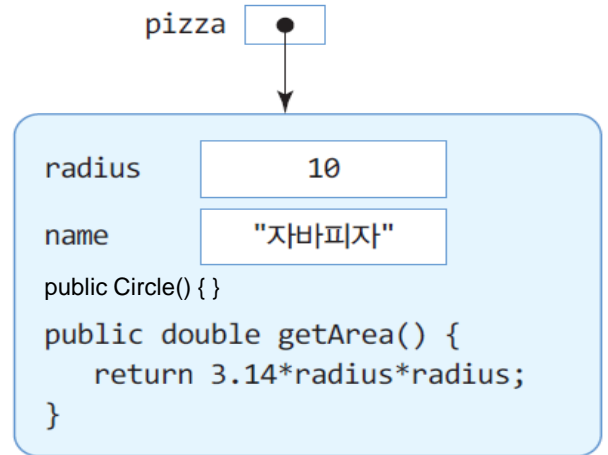 pizza
radius 10
name "자바피자"
public Circle() { }
public double getArea() {
return 3.14*radius*radius;
}